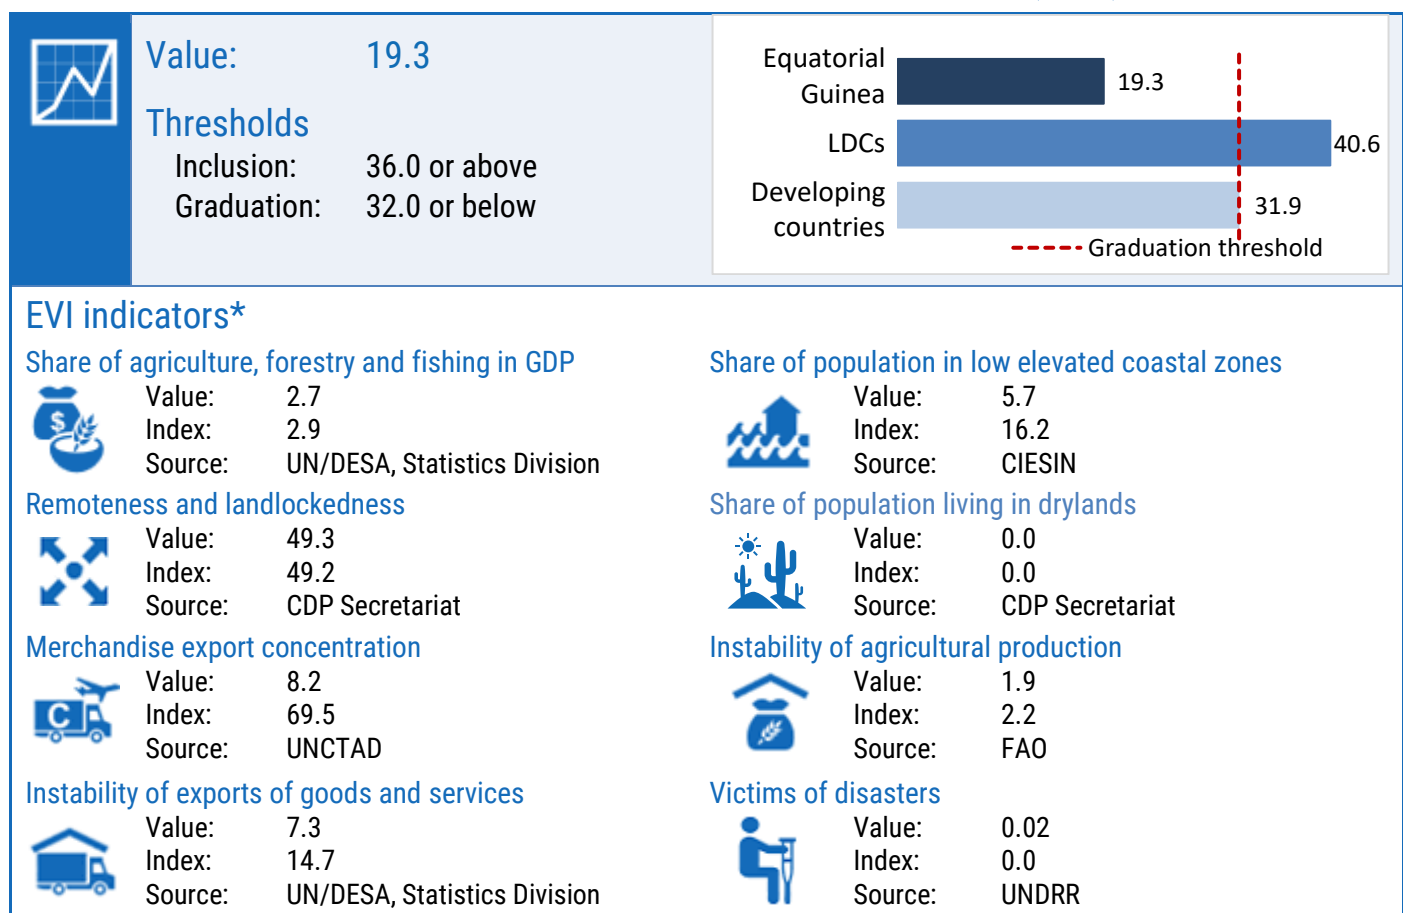 Value: 19.3
Thresholds
Inclusion: 36.0 or above
Graduation: 32.0 or below
Equatorial
Guinea
19.3
LDCs
40.6
Developing
countries
31.9
Graduation threshold
EVI indicators*
Share of agriculture, forestry and fishing in GDP
$
Value: 2.7
Index: 2.9
Source: UN/DESA, Statistics Division
Share of population in low elevated coastal zones
Value: 5.7
Index: 16.2
Source: CIESIN
Remoteness and landlockedness
Value: 49.3
Index: 49.2
Source: CDP Secretariat
Share of population living in drylands
Value: 0.0
Index: 0.0
Source: CDP Secretariat
Merchandise export concentration
C
Value: 8.2
Index: 69.5
Source: UNCTAD
Instability of agricultural production
Value: 1.9
Index: 2.2
Source: FAO
Instability of exports of goods and services
Value: 7.3
Index: 14.7
Source: UN/DESA, Statistics Division
Victims of disasters
Value: 0.02
Index: 0.0
Source: UNDRR